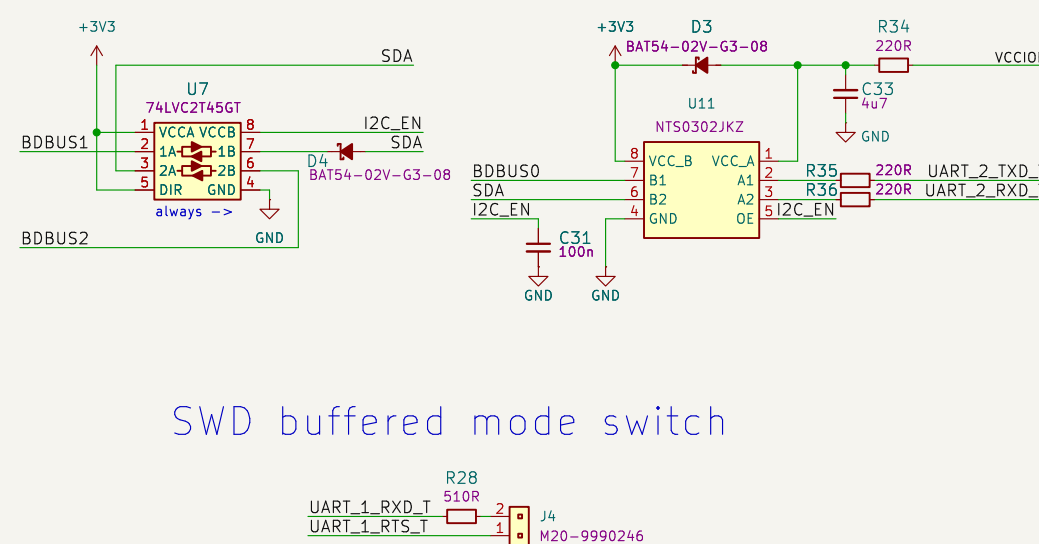 +3V3
SDA
U7
74LVC2T45GT
1 VCCA VCCB 8
I2C_EN
BDBUS1
2 1A 1B 7
SDA
3 2A 2B 6
D4
BAT54-02V-G3-08
5 DIR GND 4
always ->
GND
BDBUS2
+3V3
D3
BAT54-02V-G3-08
R34
220R
VCCIO
C33
4u7
GND
U11
NTS0302JKZ
8 VCC_B VCC_A 1
BDBUS0
7 B1 A1 2
R35 220R
UART_2_TXD_
SDA
6 B2 A2 3
R36 220R
UART_2_RXD_
I2C_EN
4 GND OE 5
I2C_EN
C31
100n
GND
GND
SWD buffered mode switch
R28
510R
UART_1_RXD_T
2
J4
UART_1_RTS_T
1
M20-9990246